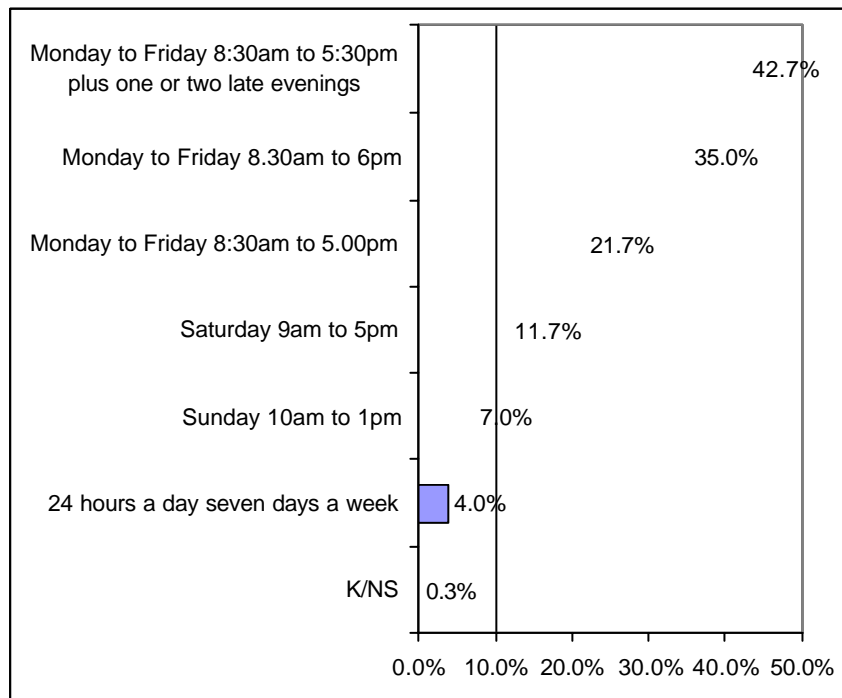 Monday to Friday 8:30am to 5:30pm
plus one or two late evenings
42.7%
Monday to Friday 8.30am to 6pm
35.0%
Monday to Friday 8:30am to 5.00pm
21.7%
Saturday 9am to 5pm
11.7%
Sunday 10am to 1pm
7.0%
24 hours a day seven days a week
4.0%
K/NS
0.3%
0.0% 10.0% 20.0% 30.0% 40.0% 50.0%